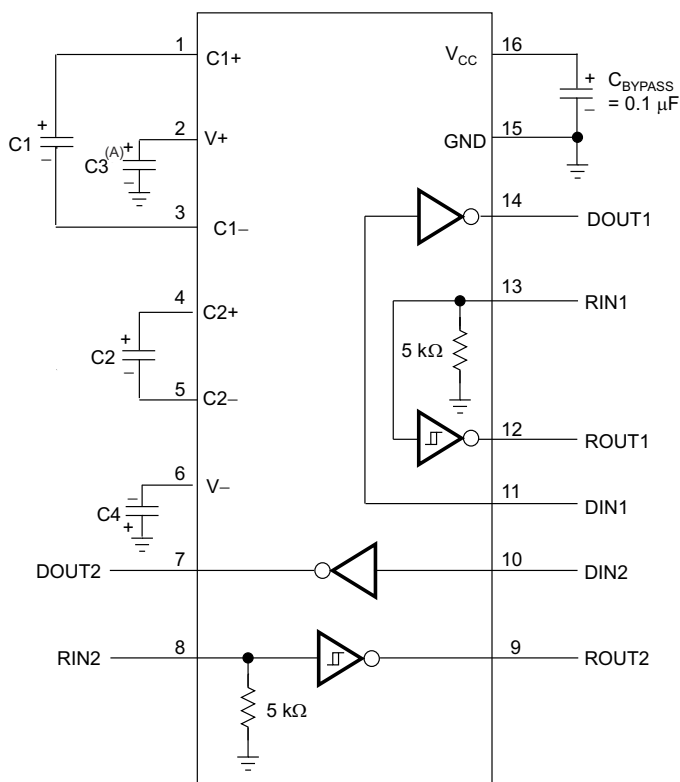 1
C1+
C1
+
−
2
V+
C3(A)
+
−
3
C1−
4
C2+
C2
+
−
5
C2−
6
V−
C4
−
+
DOUT2
7
RIN2
8
5 kΩ
VCC
16
+
−
CBYPASS
= 0.1 μF
GND
15
14
DOUT1
13
RIN1
5 kΩ
12
ROUT1
11
DIN1
10
DIN2
9
ROUT2